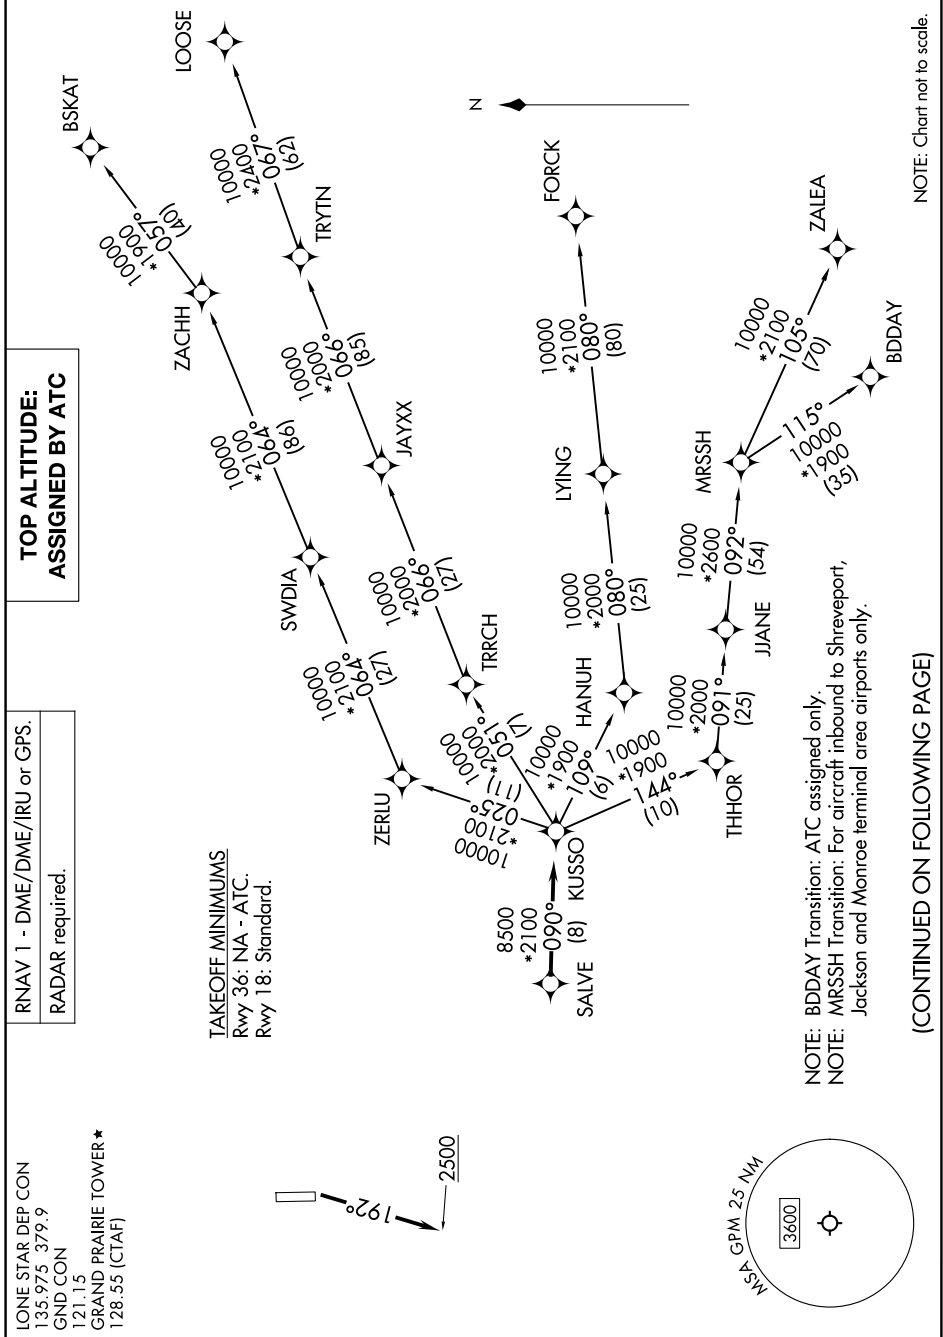 LONE STAR DEP CON
135.975 379.9
GND CON
121.15
GRAND PRAIRIE TOWER★
128.55 (CTAF)
RNAV 1 - DME/DME/IRU or GPS.
RADAR required.
TOP ALTITUDE:
ASSIGNED BY ATC
TAKEOFF MINIMUMS
Rwy 36: NA - ATC.
Rwy 18: Standard.
192°
2500
MSA GPM 25 NM
3600
SALVE
8500
*2100
090°
(8)
KUSSO
10000
*2100
025°
(11)
ZERLU
10000
*2100
064°
(27)
SWDIA
10000
*2100
064°
(86)
ZACHH
10000
*1900
057°
(40)
BSKAT
10000
*2000
051°
(7)
TRRCH
10000
*2000
066°
(27)
JAYXX
10000
*2000
066°
(85)
TRYTN
10000
*2400
067°
(62)
LOOSE
10000
*1900
109°
(6)
HANUH
10000
*2000
080°
(25)
LYING
10000
*2100
080°
(80)
FORCK
10000
*1900
144°
(10)
THHOR
10000
*2000
091°
(25)
JJANE
10000
*2600
092°
(54)
MRSSH
10000
*2100
105°
(70)
ZALEA
115°
10000
*1900
(35)
BDDAY
N
NOTE: BDDAY Transition: ATC assigned only.
NOTE: MRSSH Transition: For aircraft inbound to Shreveport,
Jackson and Monroe terminal area airports only.
NOTE: Chart not to scale.
(CONTINUED ON FOLLOWING PAGE)